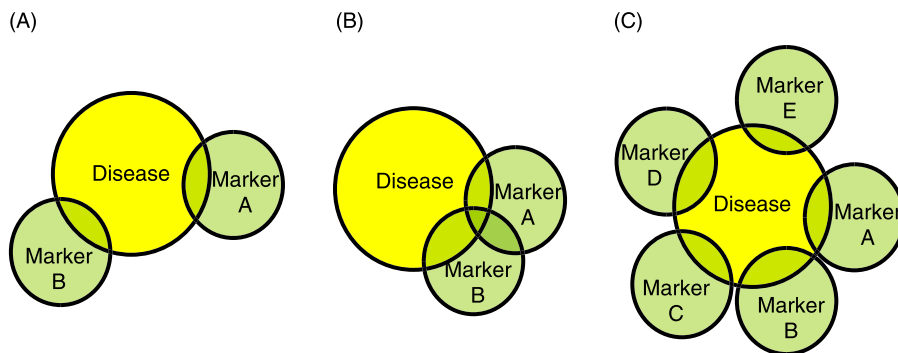 (A)
Disease
Marker
A
Marker
B
(B)
Disease
Marker
A
Marker
B
(C)
Marker
E
Marker
D
Disease
Marker
A
Marker
C
Marker
B